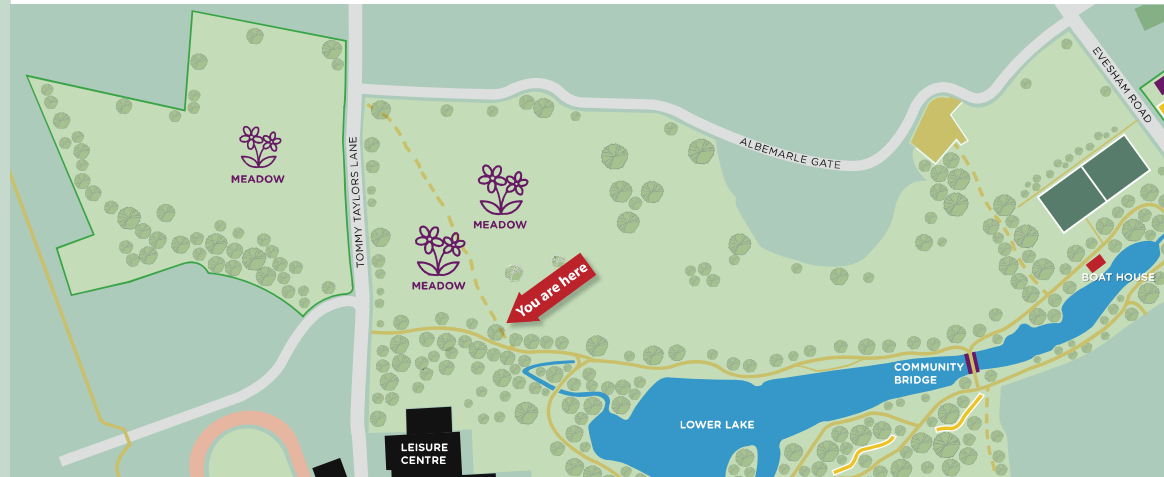 EVESHAM ROAD
ALBEMARLE GATE
TOMMY TAYLORS LANE
MEADOW
MEADOW
MEADOW
You are here
BOAT HOUSE
COMMUNITY
BRIDGE
LOWER LAKE
LEISURE
CENTRE